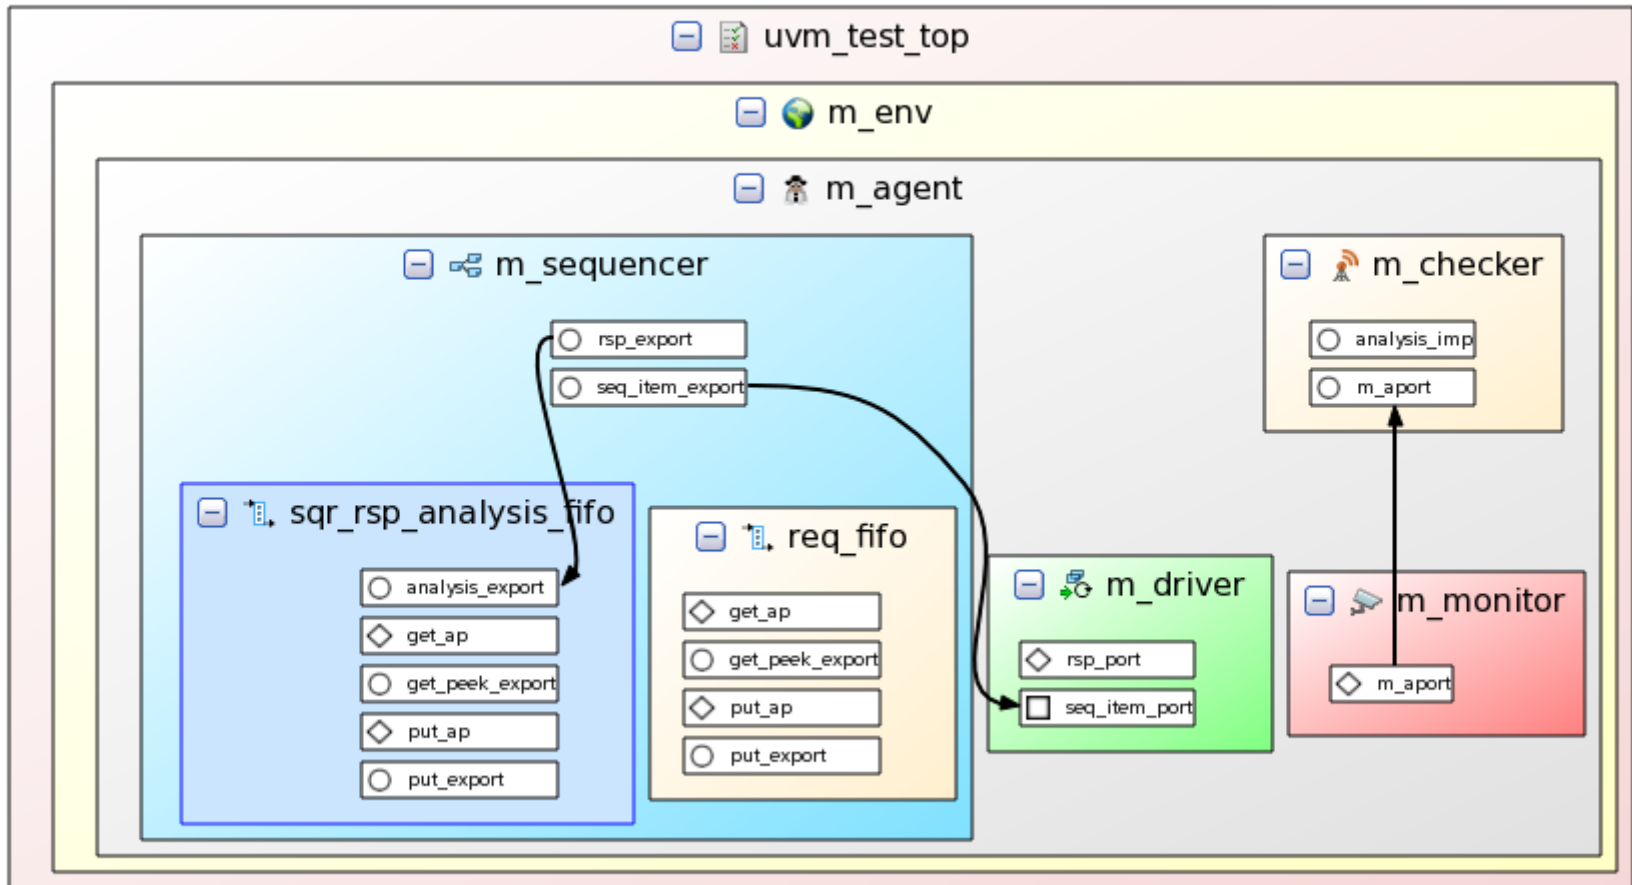 uvm_test_top
m_env
m_agent
m_sequencer
rsp_export
seq_item_export
sqr_rsp_analysis_fifo
analysis_export
get_ap
get_peek_export
put_ap
put_export
req_fifo
get_ap
get_peek_export
put_ap
put_export
m_driver
rsp_port
seq_item_port
m_checker
analysis_imp
m_aport
m_monitor
m_aport